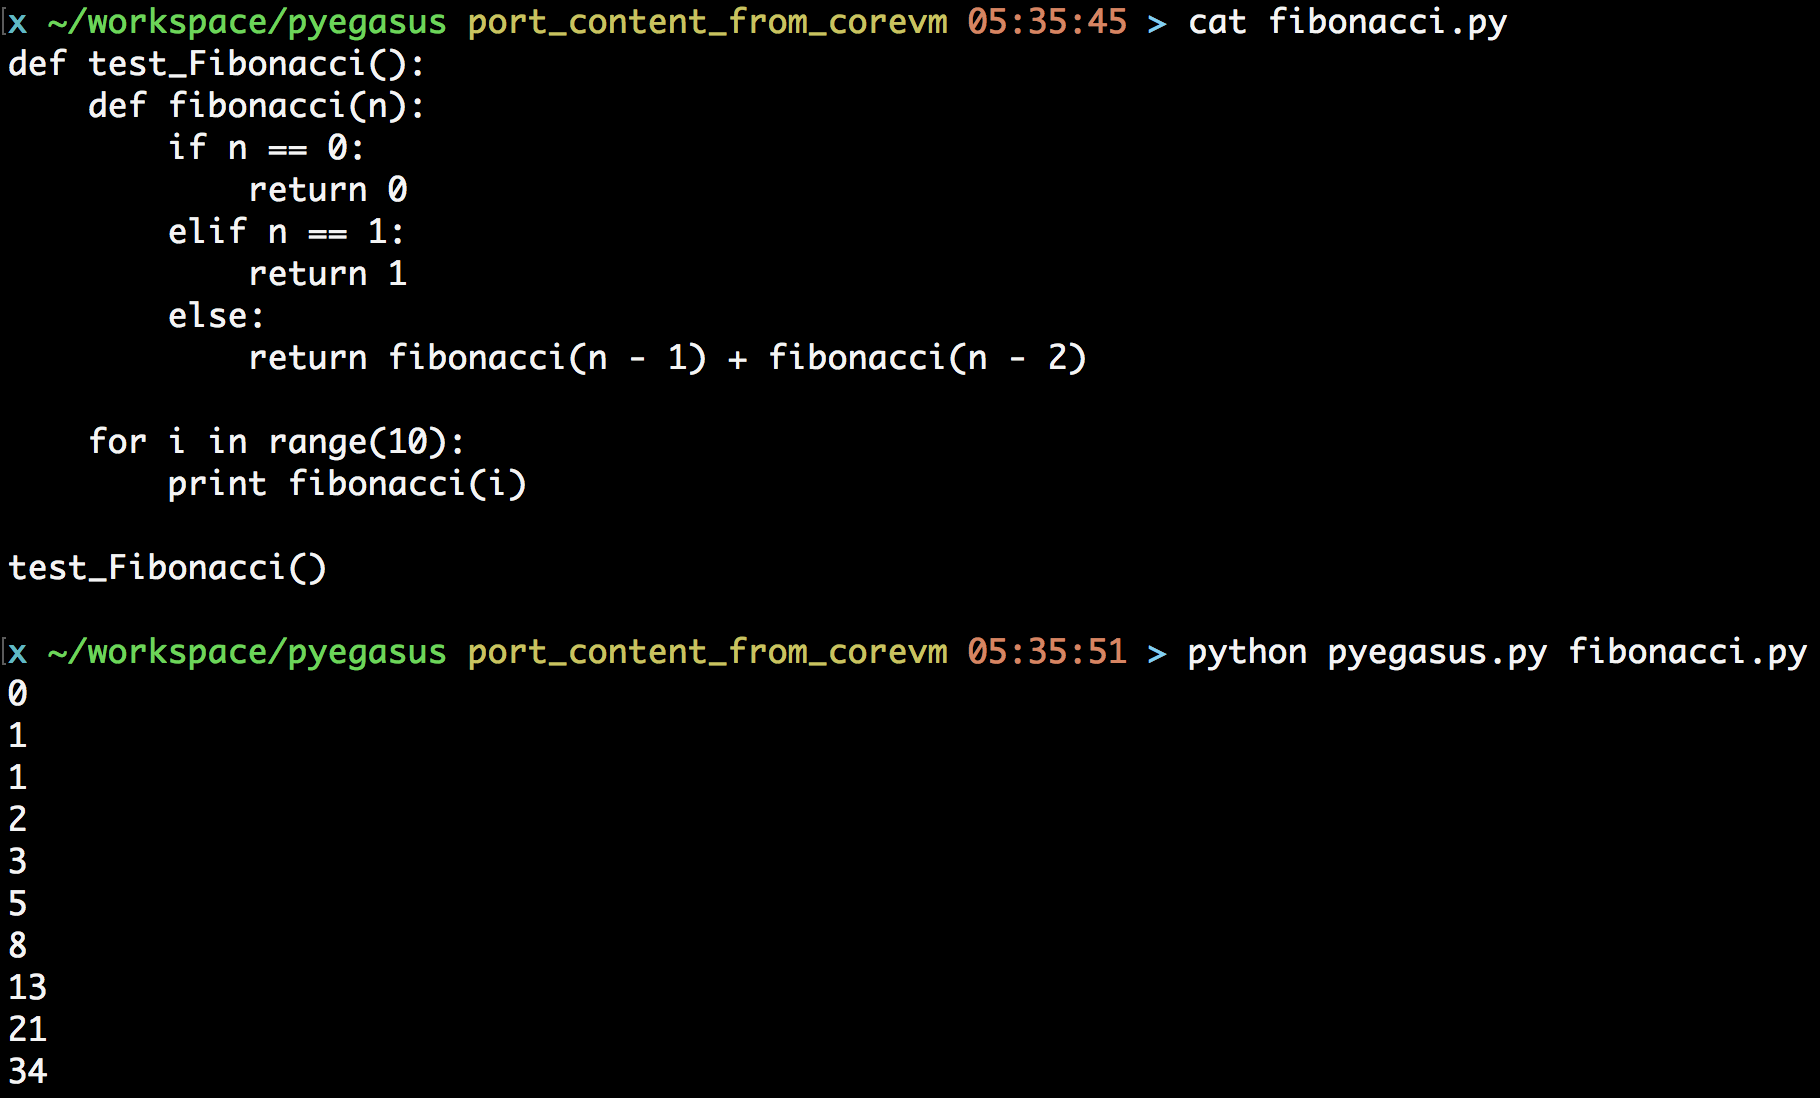 x ~/workspace/pyegasus port_content_from_corevm 05:35:45 > cat fibonacci.py
def test_Fibonacci():
    def fibonacci(n):
        if n == 0:
            return 0
        elif n == 1:
            return 1
        else:
            return fibonacci(n - 1) + fibonacci(n - 2)

    for i in range(10):
        print fibonacci(i)

test_Fibonacci()

x ~/workspace/pyegasus port_content_from_corevm 05:35:51 > python pyegasus.py fibonacci.py
0
1
1
2
3
5
8
13
21
34